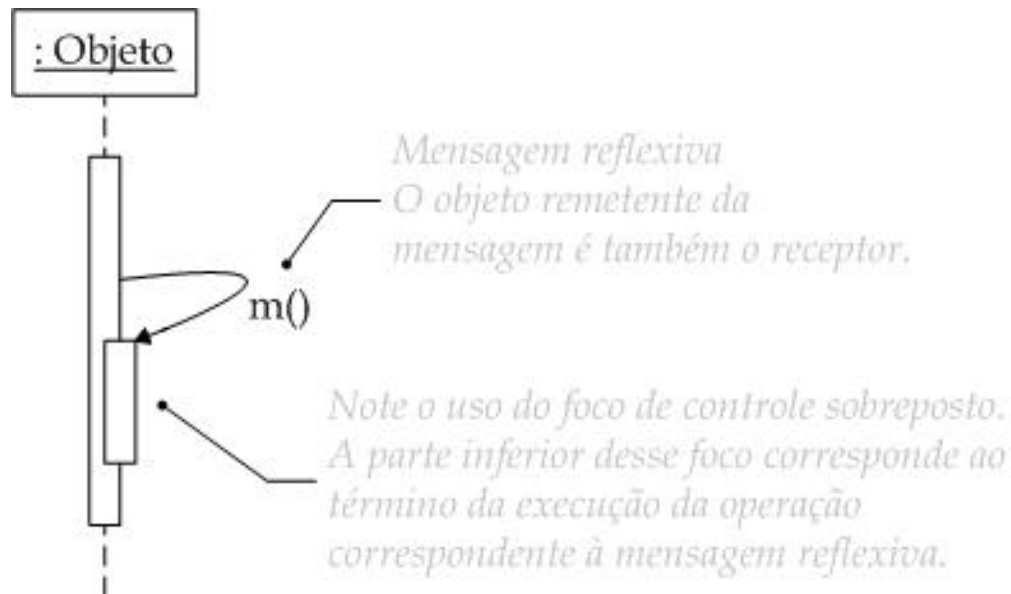 : Objeto
Mensagem reflexiva
O objeto remetente da
mensagem é também o receptor.
m()
Note o uso do foco de controle sobreposto.
A parte inferior desse foco corresponde ao
término da execução da operação
correspondente à mensagem reflexiva.